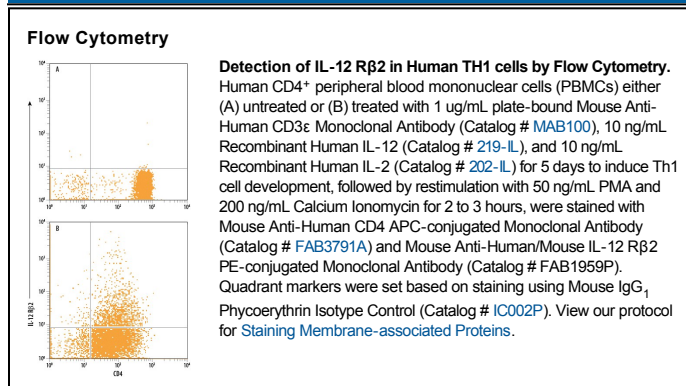 Flow Cytometry
A
Detection of IL-12 Rβ2 in Human TH1 cells by Flow Cytometry.
Human CD4⁺ peripheral blood mononuclear cells (PBMCs) either
(A) untreated or (B) treated with 1 ug/mL plate-bound Mouse Anti-
Human CD3ε Monoclonal Antibody (Catalog # MAB100), 10 ng/mL
Recombinant Human IL-12 (Catalog # 219-IL), and 10 ng/mL
Recombinant Human IL-2 (Catalog # 202-IL) for 5 days to induce Th1
cell development, followed by restimulation with 50 ng/mL PMA and
200 ng/mL Calcium Ionomycin for 2 to 3 hours, were stained with
Mouse Anti-Human CD4 APC-conjugated Monoclonal Antibody
(Catalog # FAB3791A) and Mouse Anti-Human/Mouse IL-12 Rβ2
PE-conjugated Monoclonal Antibody (Catalog # FAB1959P).
Quadrant markers were set based on staining using Mouse IgG₁
Phycoerythrin Isotype Control (Catalog # IC002P). View our protocol
for Staining Membrane-associated Proteins.
B
IL-12 Rβ2
CD4